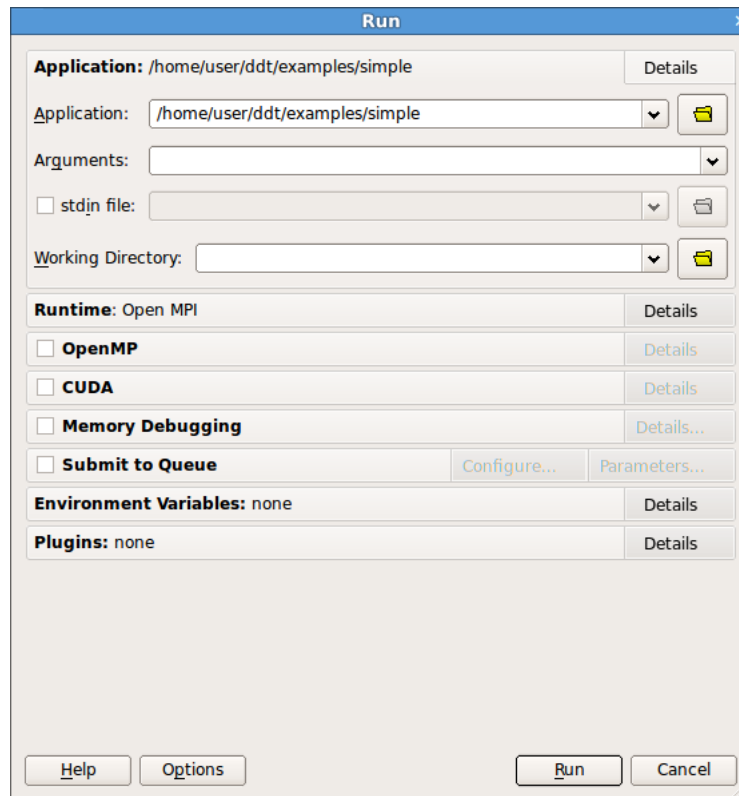 Run
Application: /home/user/ddt/examples/simple Details
Application: /home/user/ddt/examples/simple
Arguments:
stdin file:
Working Directory:
Runtime: Open MPI Details
OpenMP Details
CUDA Details
Memory Debugging Details...
Submit to Queue Configure... Parameters...
Environment Variables: none Details
Plugins: none Details
Help Options Run Cancel